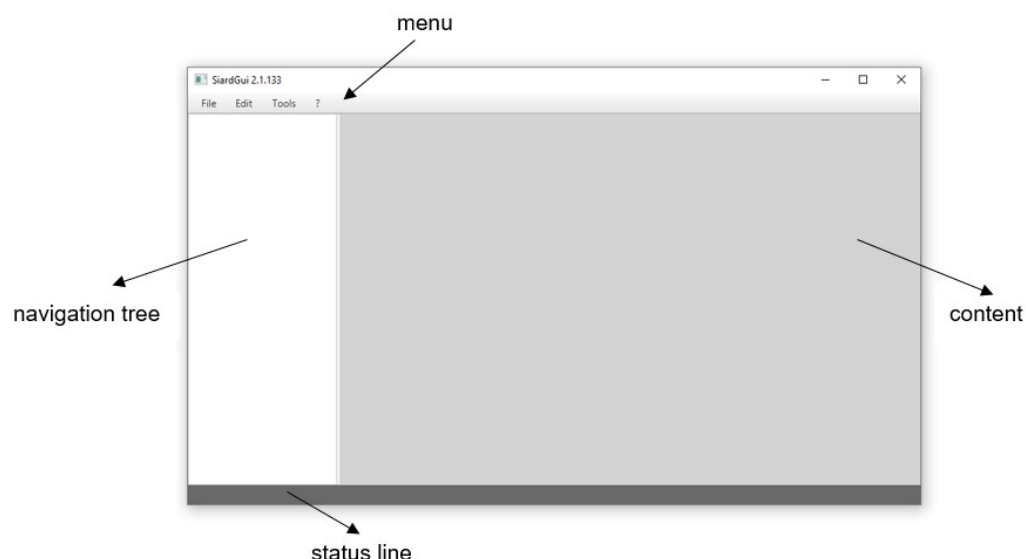 menu
SiardGui 2.1.133
File Edit Tools ?
navigation tree
content
status line